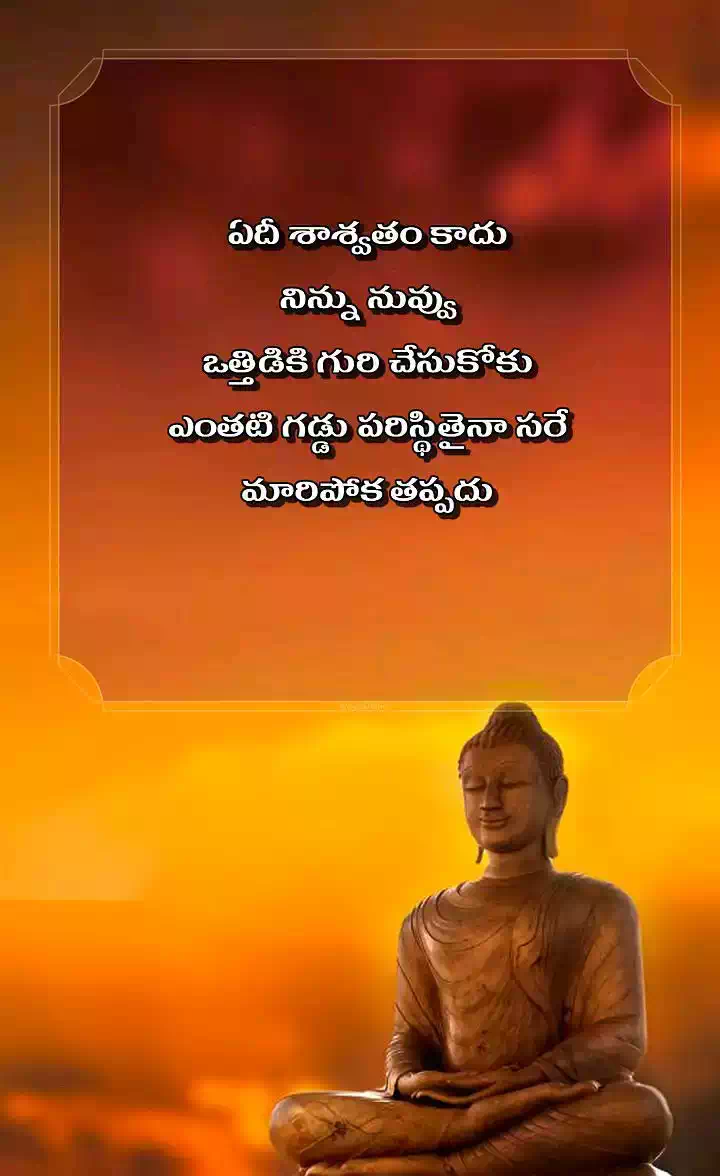 ఏదీ శాశ్వతం కాదు
నిన్ను నువ్వు
ఒత్తిడికి గురి చేసుకోకు
ఎంతటి గడ్డు పరిస్థితైనా సరే
మారిపోక తప్పదు